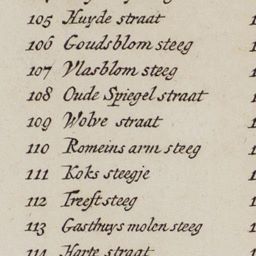 105 Huyde straat
106 Goudsblom steeg
107 Vlasblom steeg
108 Oude Spiegel straat
109 Wolve straat
110 Romeins arm steeg
111 Koks steegje
112 Treeft steeg
113 Gasthuys molen steeg
114 Harte straat